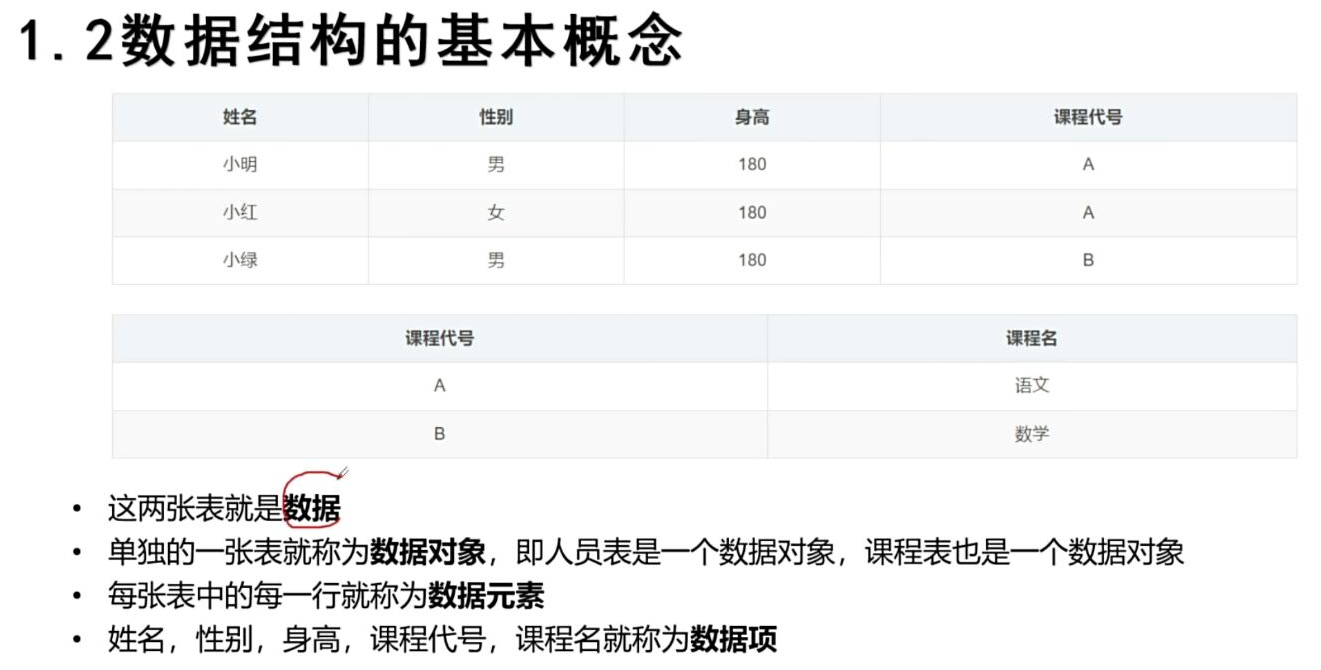 1.2数据结构的基本概念
姓名 性别 身高 课程代号
小明 男 180 A
小红 女 180 A
小绿 男 180 B
课程代号 课程名
A 语文
B 数学
• 这两张表就是数据
• 单独的一张表就称为数据对象，即人员表是一个数据对象，课程表也是一个数据对象
• 每张表中的每一行就称为数据元素
• 姓名，性别，身高，课程代号，课程名就称为数据项